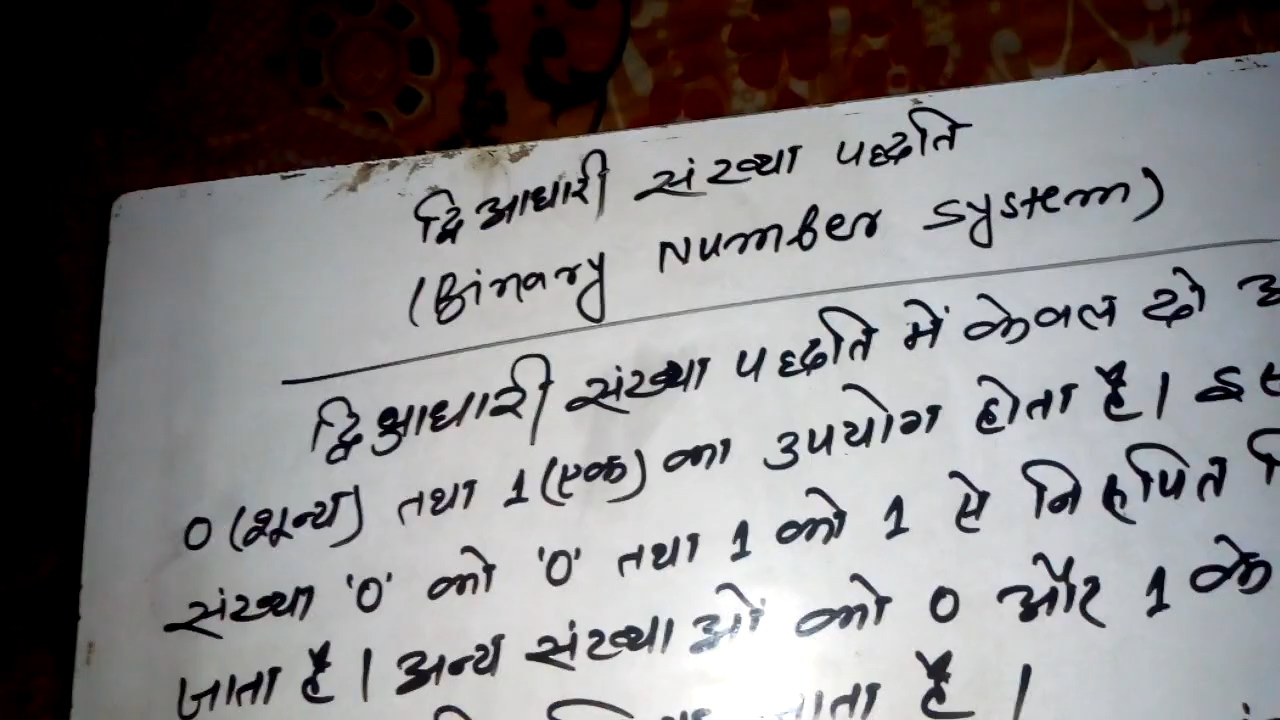 द्विआधारी संख्या पद्धति
(Binary Number System)
द्विआधारी संख्या पद्धति में केवल दो
0 (शून्य) तथा 1 (एक) का उपयोग होता है। इस
संख्या '0' को '0' तथा 1 को 1 से निरूपित
जाता है। अन्य संख्याओं को 0 और 1 के
जाता है।